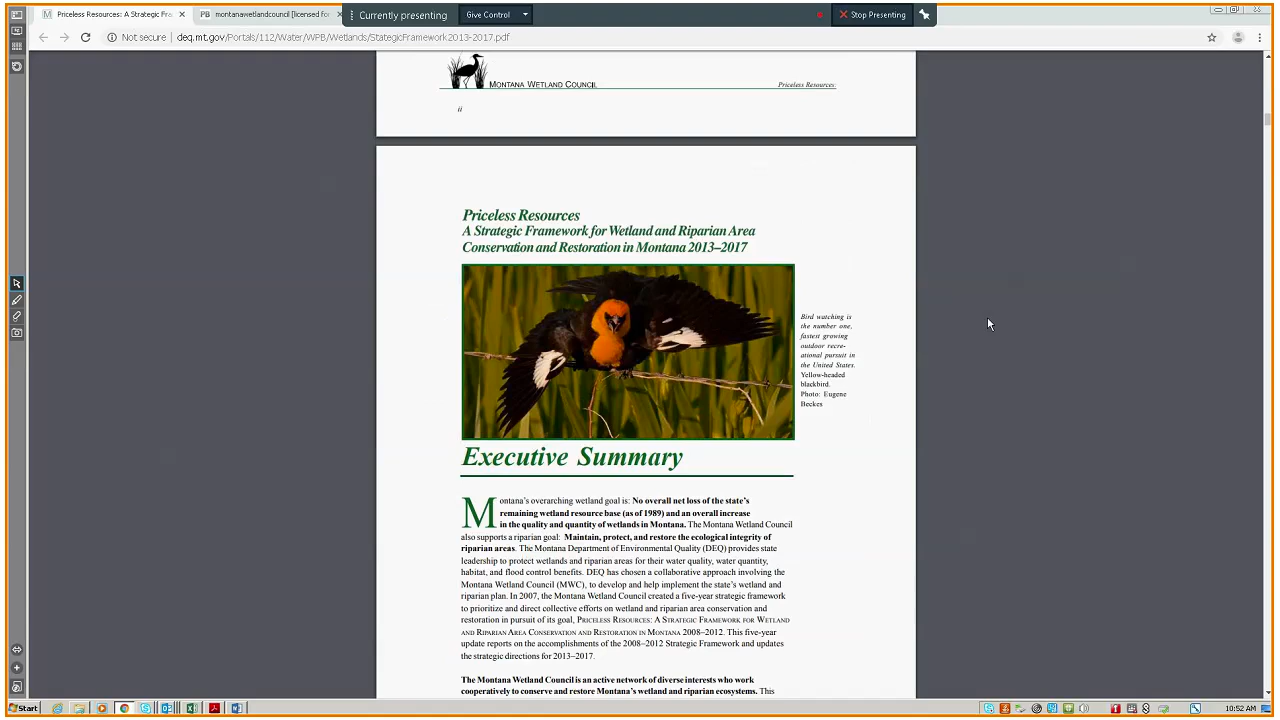 Priceless Resources: A Strategic Fra
montanawetlandcouncil [licensed for
Currently presenting
Give Control
Stop Presenting
Not secure
deq.mt.gov/Portals/112/Water/WPB/Wetlands/StategicFramework2013-2017.pdf
MONTANA WETLAND COUNCIL
Priceless Resources:
ii
Priceless Resources
A Strategic Framework for Wetland and Riparian Area
Conservation and Restoration in Montana 2013–2017
Bird watching is
the number one,
fastest growing
outdoor recre-
ational pursuit in
the United States.
Yellow-headed
blackbird.
Photo: Eugene
Beckes
Executive Summary
Montana's overarching wetland goal is: No overall net loss of the state's
remaining wetland resource base (as of 1989) and an overall increase
in the quality and quantity of wetlands in Montana. The Montana Wetland Council
also supports a riparian goal: Maintain, protect, and restore the ecological integrity of
riparian areas. The Montana Department of Environmental Quality (DEQ) provides state
leadership to protect wetlands and riparian areas for their water quality, water quantity,
habitat, and flood control benefits. DEQ has chosen a collaborative approach involving the
Montana Wetland Council (MWC), to develop and help implement the state's wetland and
riparian plan. In 2007, the Montana Wetland Council created a five-year strategic framework
to prioritize and direct collective efforts on wetland and riparian area conservation and
restoration in pursuit of its goal, PRICELESS RESOURCES: A STRATEGIC FRAMEWORK FOR WETLAND
AND RIPARIAN AREA CONSERVATION AND RESTORATION IN MONTANA 2008–2012. This five-year
update reports on the accomplishments of the 2008–2012 Strategic Framework and updates
the strategic directions for 2013–2017.
The Montana Wetland Council is an active network of diverse interests who work
cooperatively to conserve and restore Montana's wetland and riparian ecosystems. This
Start
10:52 AM